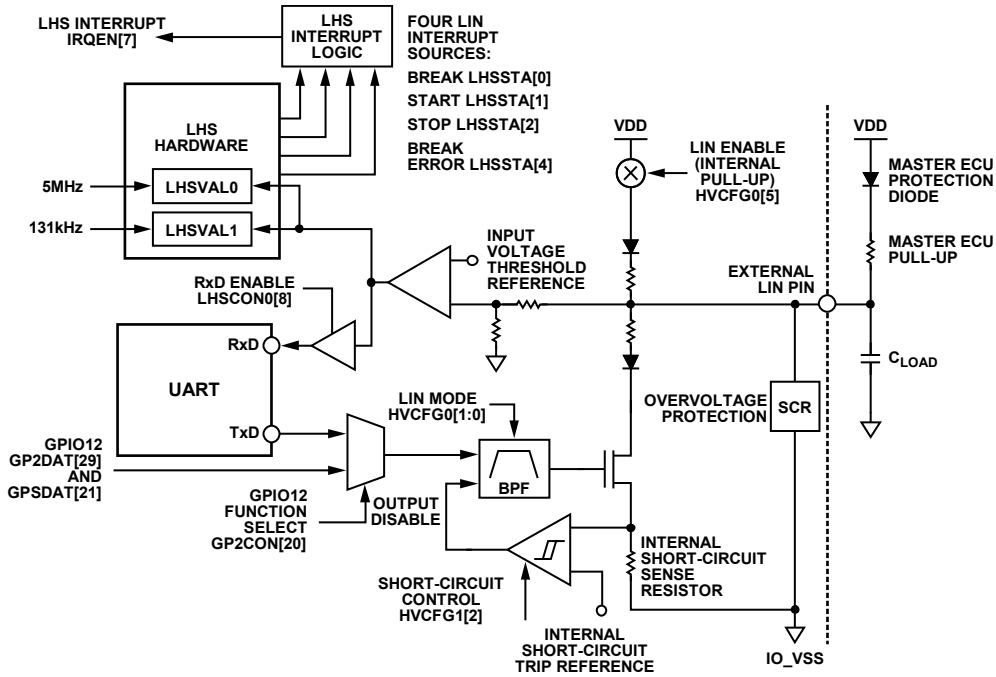 LHS INTERRUPT
IRQEN[7]
LHS
INTERRUPT
LOGIC
FOUR LIN
INTERRUPT
SOURCES:
BREAK LHSSTA[0]
START LHSSTA[1]
STOP LHSSTA[2]
BREAK
ERROR LHSSTA[4]
LHS
HARDWARE
5MHz
LHSVAL0
131kHz
LHSVAL1
VDD
LIN ENABLE
(INTERNAL
PULL-UP)
HVCFG0[5]
VDD
MASTER ECU
PROTECTION
DIODE
MASTER ECU
PULL-UP
INPUT
VOLTAGE
THRESHOLD
REFERENCE
EXTERNAL
LIN PIN
RxD ENABLE
LHSCON0[8]
RxD
UART
TxD
CLOAD
OVERVOLTAGE
PROTECTION
SCR
LIN MODE
HVCFG0[1:0]
BPF
GPIO12
GP2DAT[29]
AND
GPSDAT[21]
GPIO12
FUNCTION
SELECT
GP2CON[20]
OUTPUT
DISABLE
SHORT-CIRCUIT
CONTROL
HVCFG1[2]
INTERNAL
SHORT-CIRCUIT
SENSE
RESISTOR
INTERNAL
SHORT-CIRCUIT
TRIP REFERENCE
IO_VSS